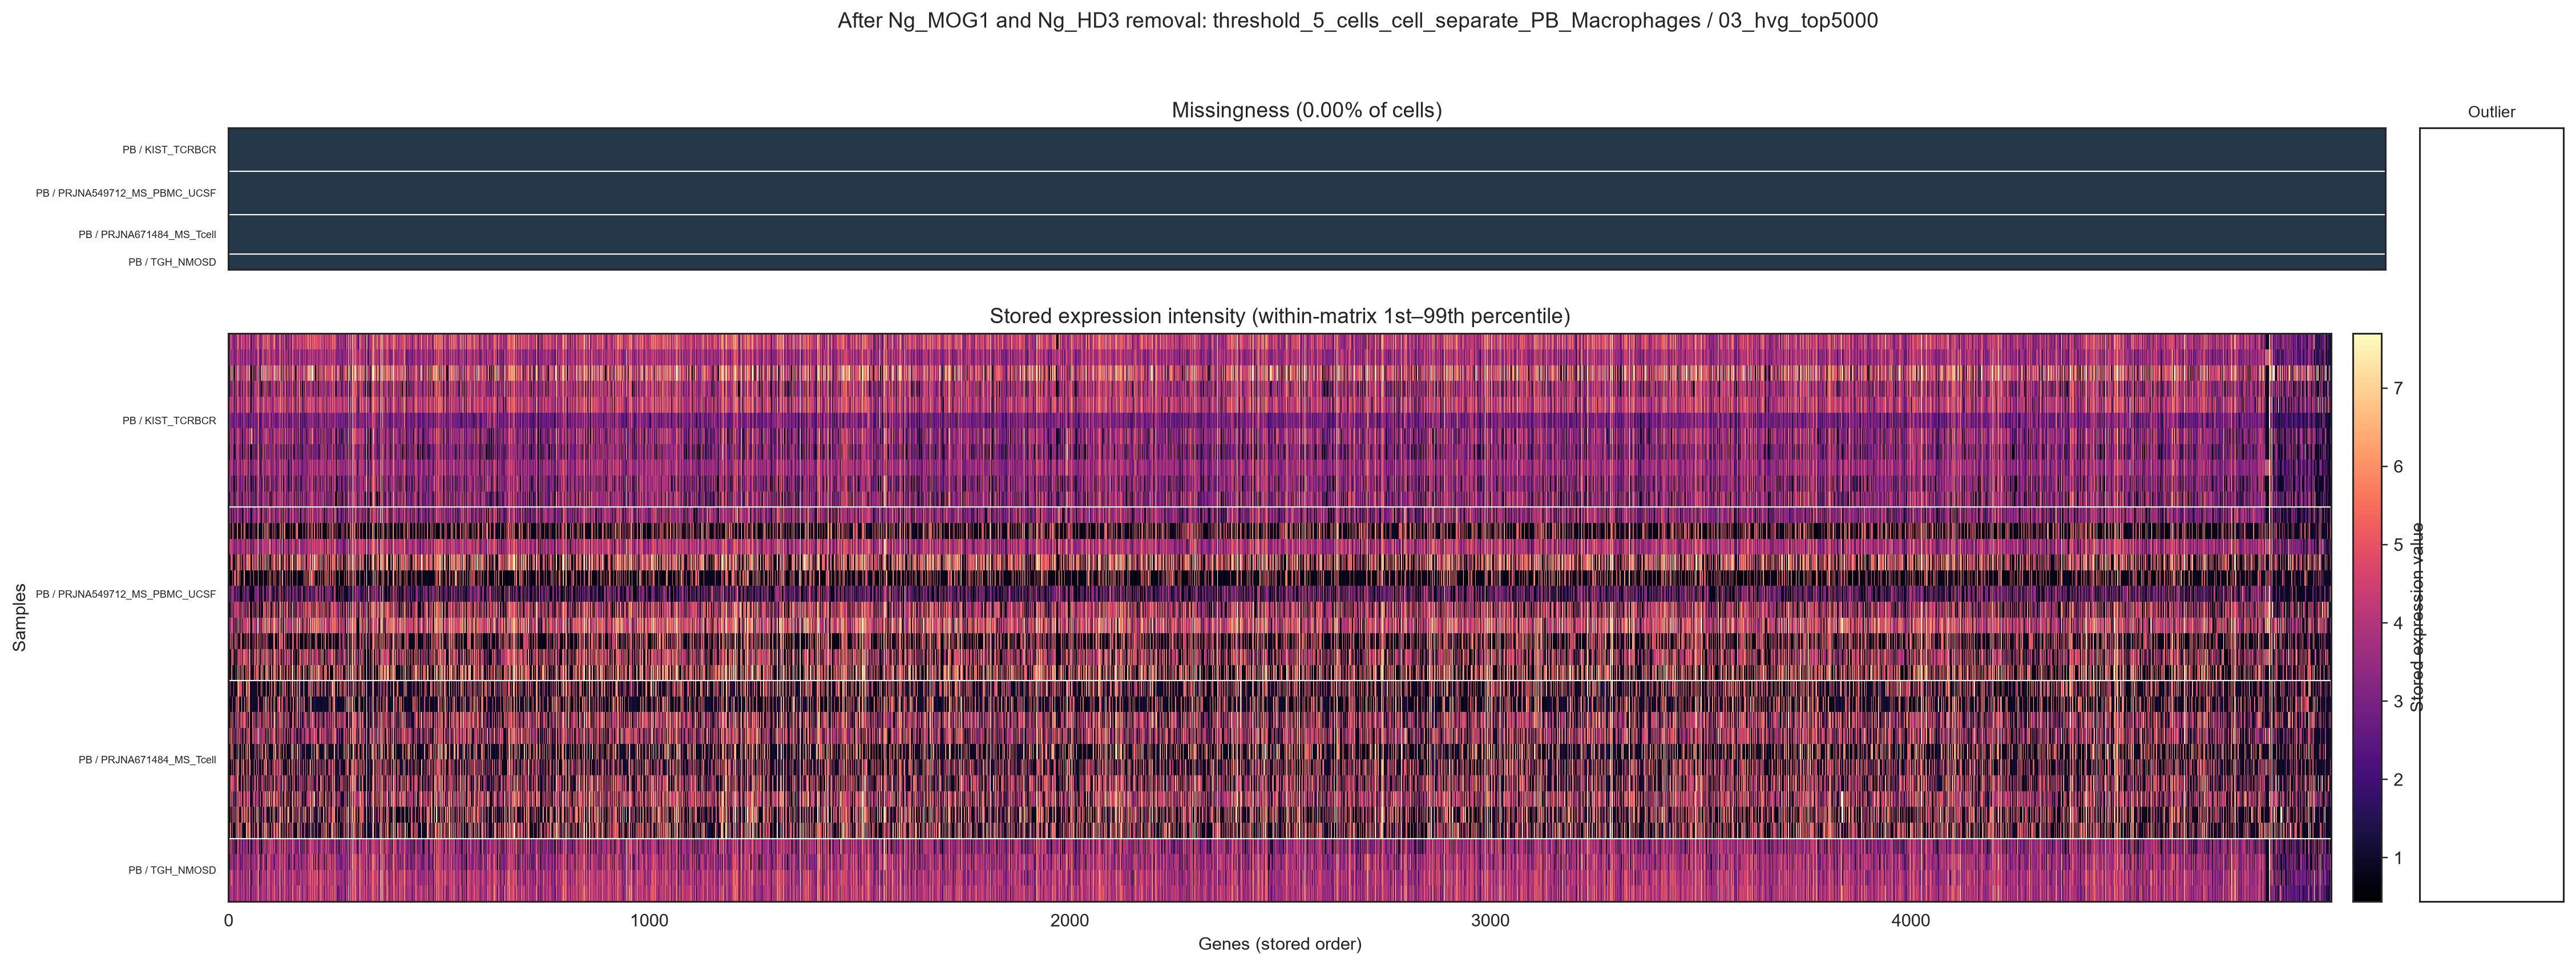 After Ng_MOG1 and Ng_HD3 removal: threshold_5_cells_cell_separate_PB_Macrophages / 03_hvg_top5000
Missingness (0.00% of cells)
Outlier
PB / KIST_TCRBCR
PB / PRJNA549712_MS_PBMC_UCSF
PB / PRJNA671484_MS_Tcell
PB / TGH_NMOSD
Stored expression intensity (within-matrix 1st–99th percentile)
Samples
PB / KIST_TCRBCR
PB / PRJNA549712_MS_PBMC_UCSF
PB / PRJNA671484_MS_Tcell
PB / TGH_NMOSD
7
6
5
4
3
2
1
Stored expression value
0 1000 2000 3000 4000
Genes (stored order)